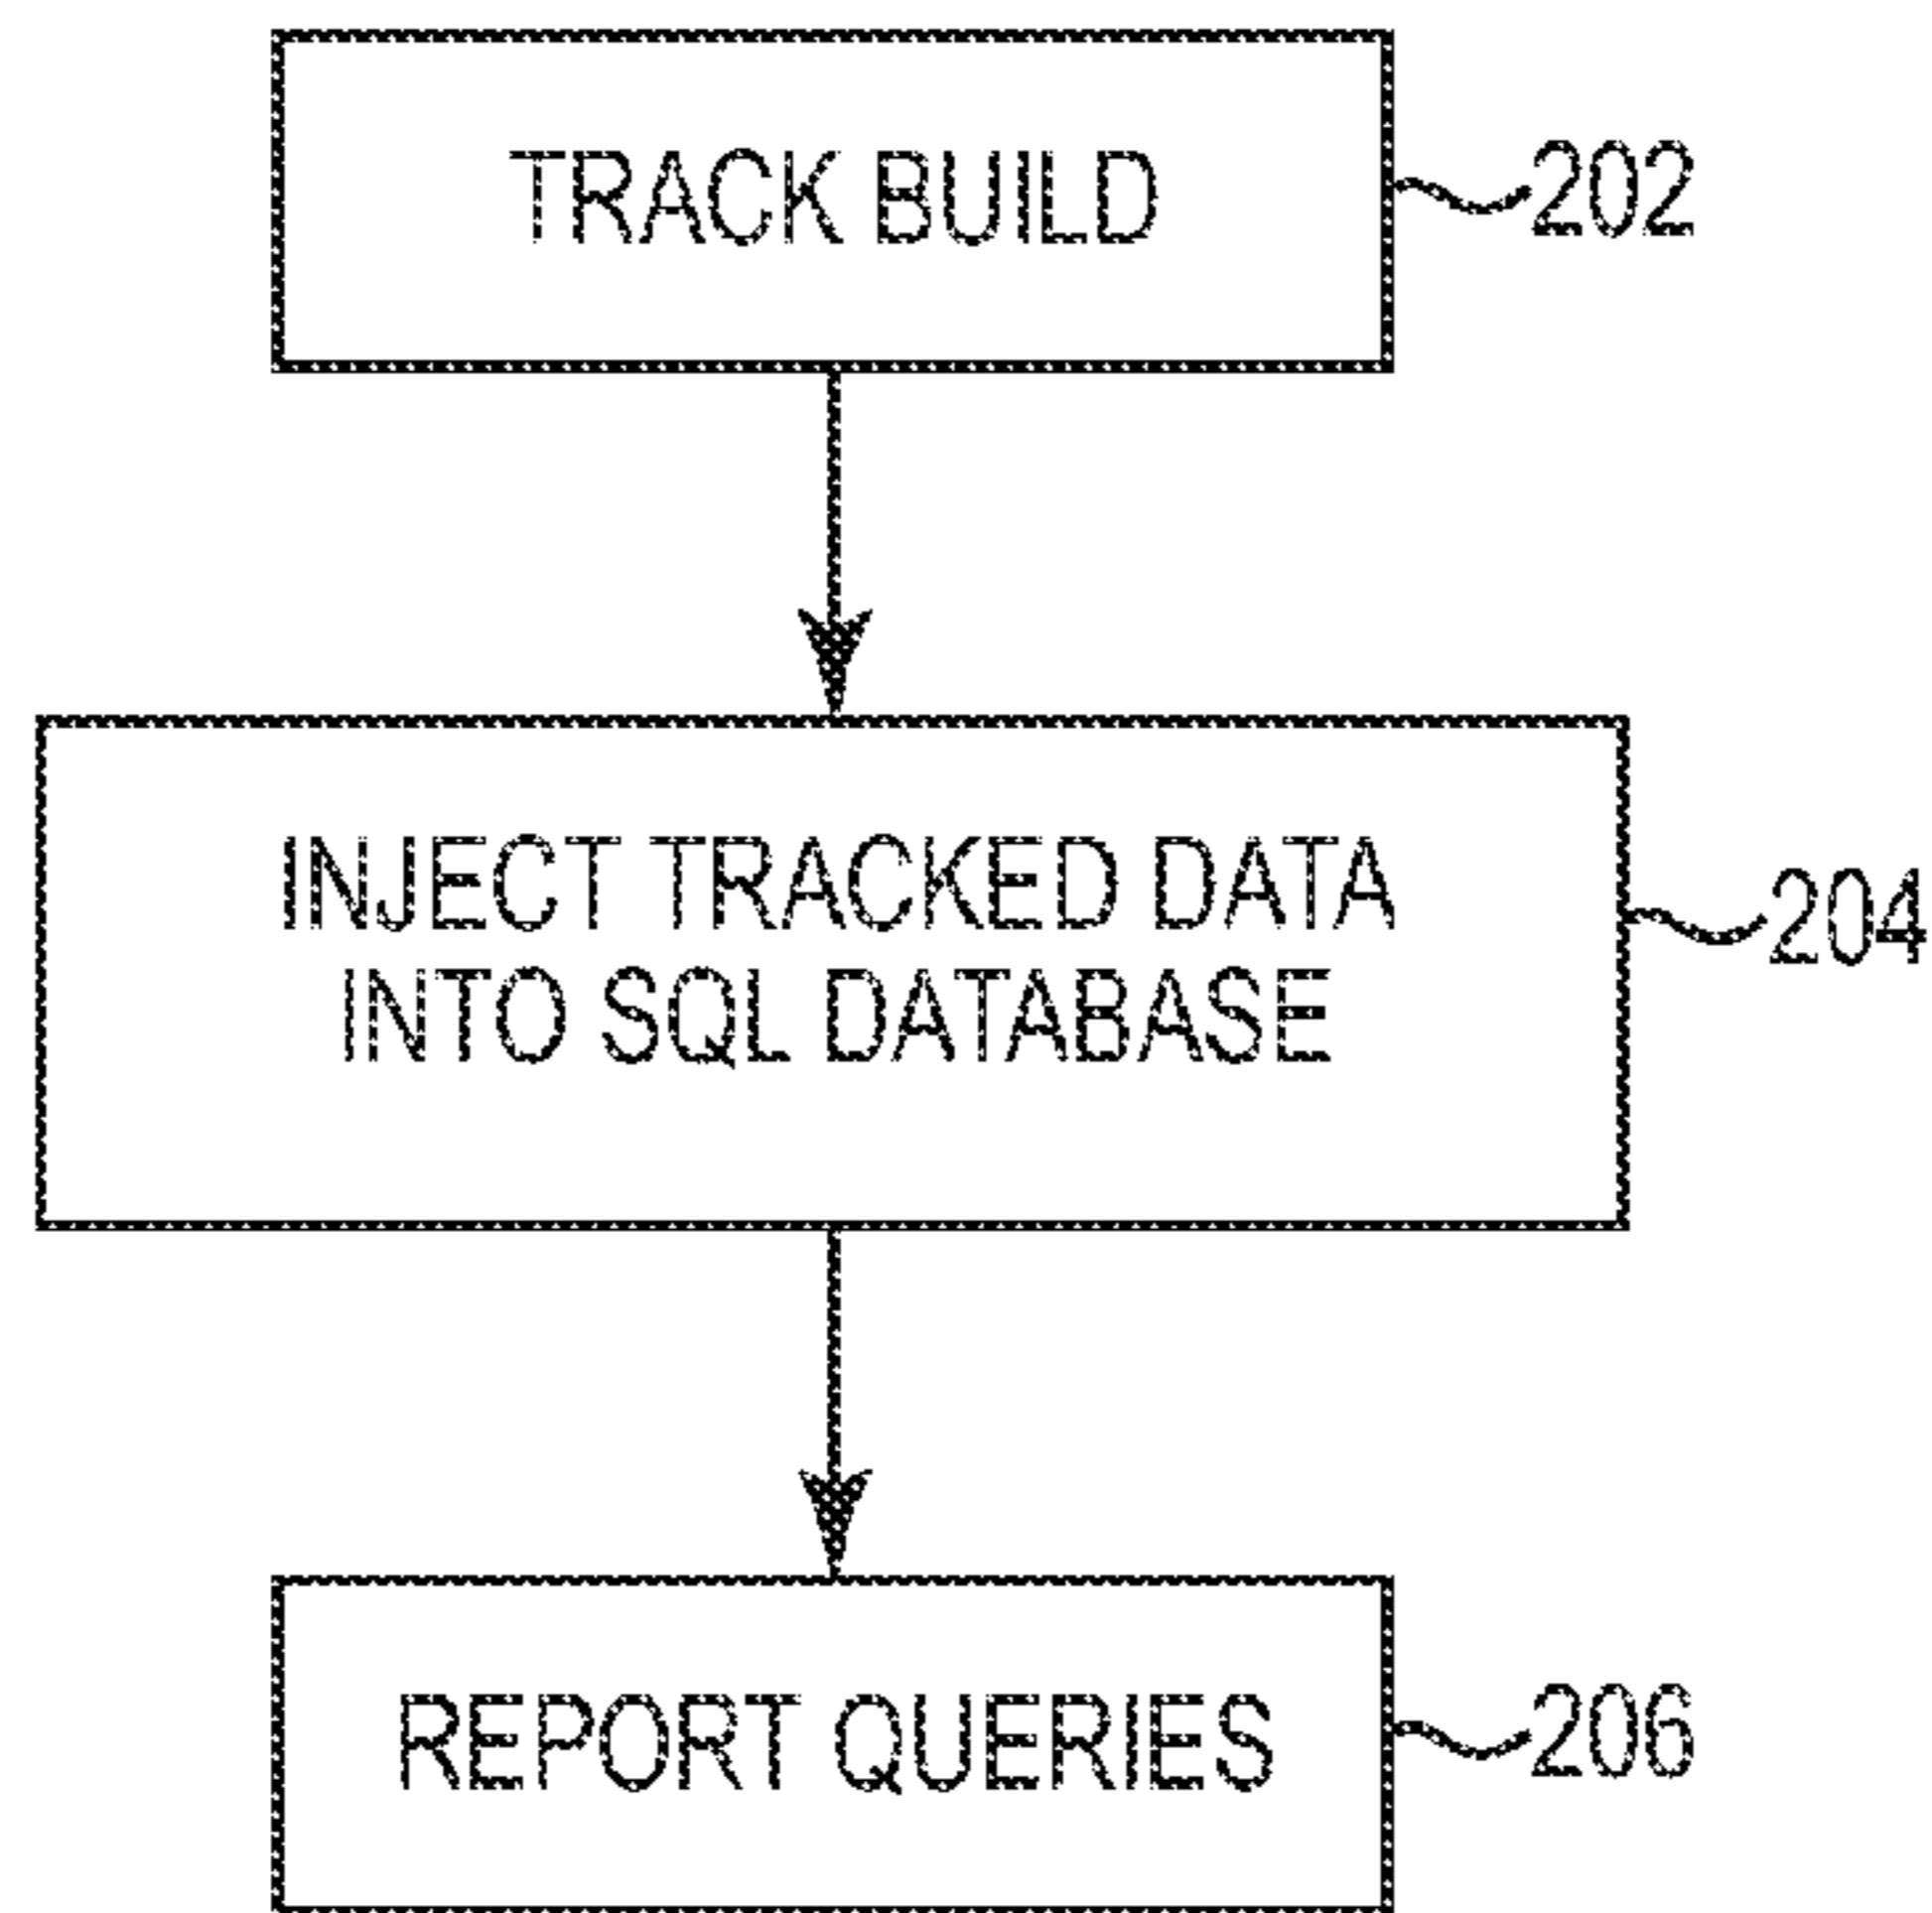 TRACK BUILD
202
INJECT TRACKED DATA
INTO SQL DATABASE
204
REPORT QUERIES
206